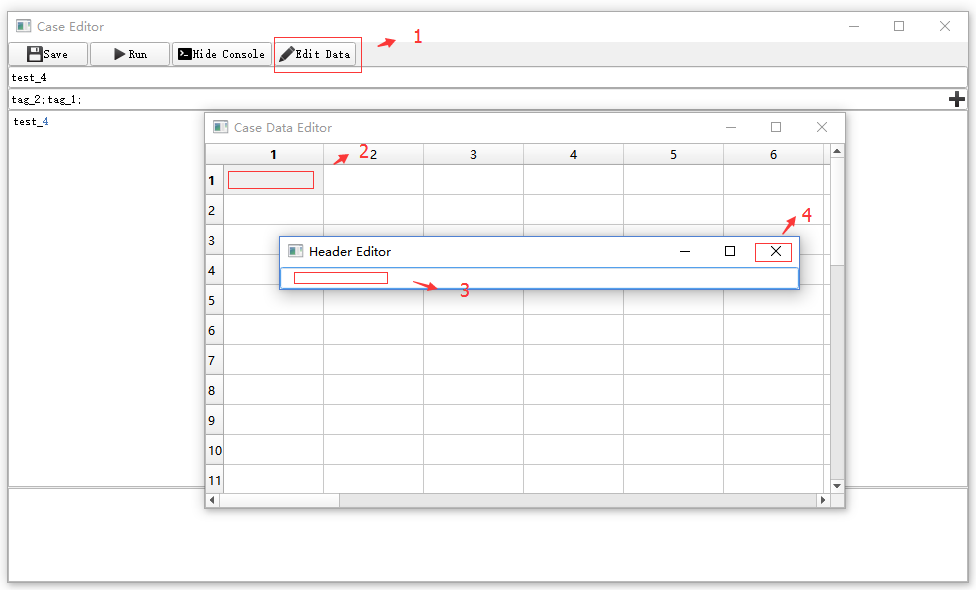 Case Editor
Save Run Hide Console Edit Data 1
test_4
tag_2;tag_1;
test_4
Case Data Editor
1 2 2 3 4 5 6
1
2
4
3
Header Editor
4
3
5
6
7
8
9
10
11